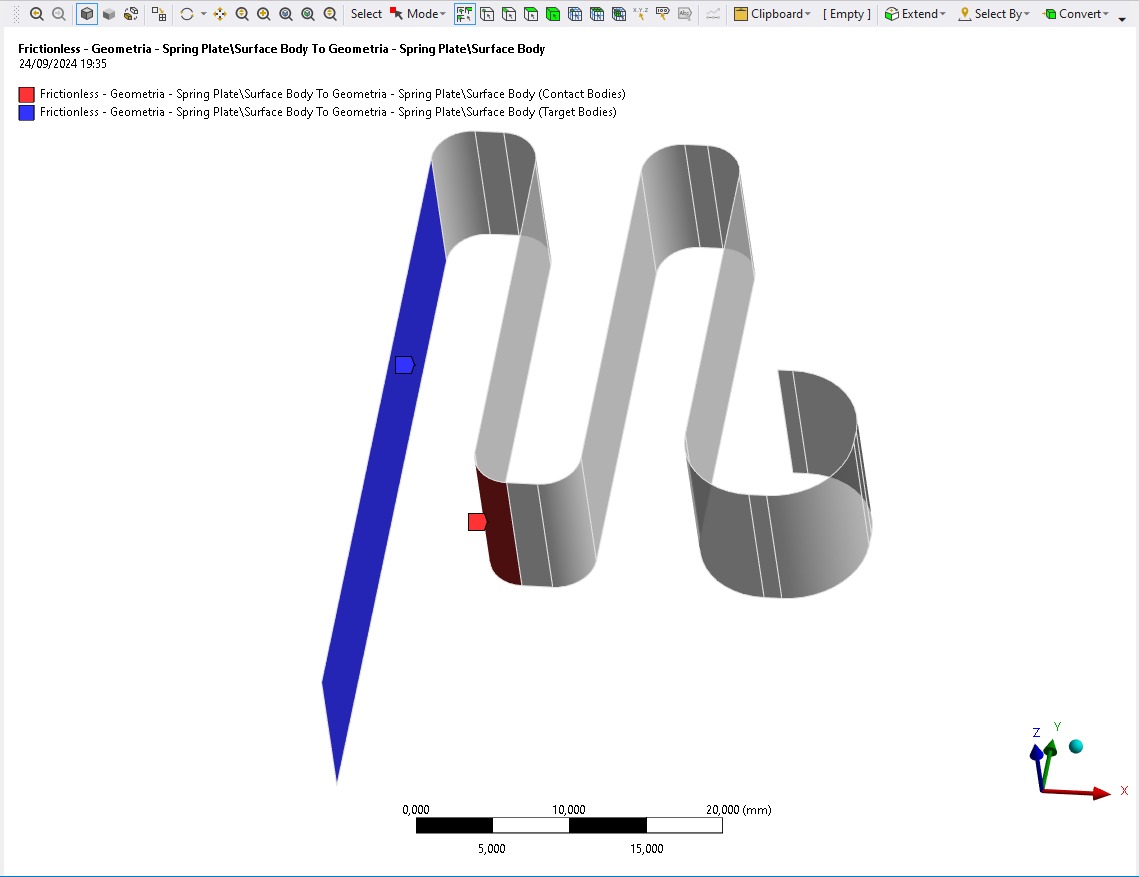 Select Mode Clipboard [ Empty ] Extend Select By Convert
Frictionless - Geometria - Spring Plate\Surface Body To Geometria - Spring Plate\Surface Body
24/09/2024 19:35
Frictionless - Geometria - Spring Plate\Surface Body To Geometria - Spring Plate\Surface Body (Contact Bodies)
Frictionless - Geometria - Spring Plate\Surface Body To Geometria - Spring Plate\Surface Body (Target Bodies)
Z Y
X
0,000 10,000 20,000 (mm)
5,000 15,000